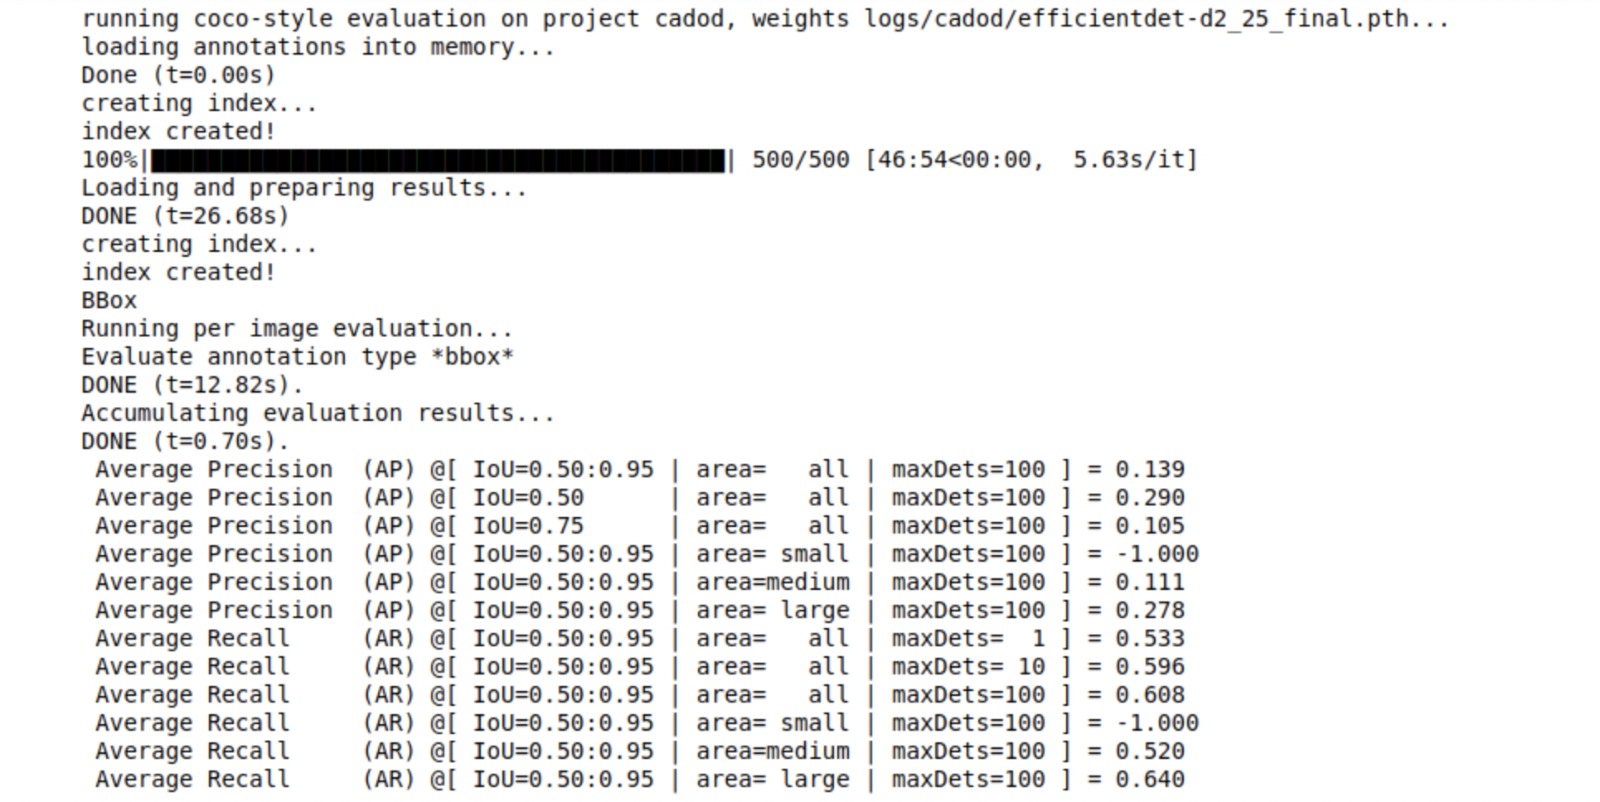 running coco-style evaluation on project cadod, weights logs/cadod/efficientdet-d2_25_final.pth...
loading annotations into memory...
Done (t=0.00s)
creating index...
index created!
100%|████████████████████████████████████████| 500/500 [46:54<00:00,  5.63s/it]
Loading and preparing results...
DONE (t=26.68s)
creating index...
index created!
BBox
Running per image evaluation...
Evaluate annotation type *bbox*
DONE (t=12.82s).
Accumulating evaluation results...
DONE (t=0.70s).
 Average Precision  (AP) @[ IoU=0.50:0.95 | area=   all | maxDets=100 ] = 0.139
 Average Precision  (AP) @[ IoU=0.50      | area=   all | maxDets=100 ] = 0.290
 Average Precision  (AP) @[ IoU=0.75      | area=   all | maxDets=100 ] = 0.105
 Average Precision  (AP) @[ IoU=0.50:0.95 | area= small | maxDets=100 ] = -1.000
 Average Precision  (AP) @[ IoU=0.50:0.95 | area=medium | maxDets=100 ] = 0.111
 Average Precision  (AP) @[ IoU=0.50:0.95 | area= large | maxDets=100 ] = 0.278
 Average Recall     (AR) @[ IoU=0.50:0.95 | area=   all | maxDets=  1 ] = 0.533
 Average Recall     (AR) @[ IoU=0.50:0.95 | area=   all | maxDets= 10 ] = 0.596
 Average Recall     (AR) @[ IoU=0.50:0.95 | area=   all | maxDets=100 ] = 0.608
 Average Recall     (AR) @[ IoU=0.50:0.95 | area= small | maxDets=100 ] = -1.000
 Average Recall     (AR) @[ IoU=0.50:0.95 | area=medium | maxDets=100 ] = 0.520
 Average Recall     (AR) @[ IoU=0.50:0.95 | area= large | maxDets=100 ] = 0.640